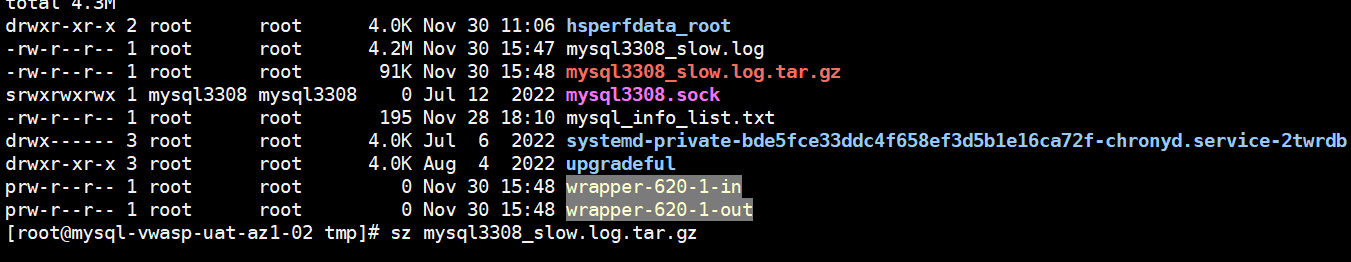 total 4.3M
drwxr-xr-x 2 root root 4.0K Nov 30 11:06 hsperfdata_root
-rw-r--r-- 1 root root 4.2M Nov 30 15:47 mysql3308_slow.log
-rw-r--r-- 1 root root 91K Nov 30 15:48 mysql3308_slow.log.tar.gz
srwxrwxrwx 1 mysql3308 mysql3308 0 Jul 12 2022 mysql3308.sock
-rw-r--r-- 1 root root 195 Nov 28 18:10 mysql_info_list.txt
drwx------ 3 root root 4.0K Jul 6 2022 systemd-private-bde5fce33ddc4f658ef3d5b1e16ca72f-chronyd.service-2twrdb
drwxr-xr-x 3 root root 4.0K Aug 4 2022 upgradeful
prw-r--r-- 1 root root 0 Nov 30 15:48 wrapper-620-1-in
prw-r--r-- 1 root root 0 Nov 30 15:48 wrapper-620-1-out
[root@mysql-vwasp-uat-az1-02 tmp]# sz mysql3308_slow.log.tar.gz